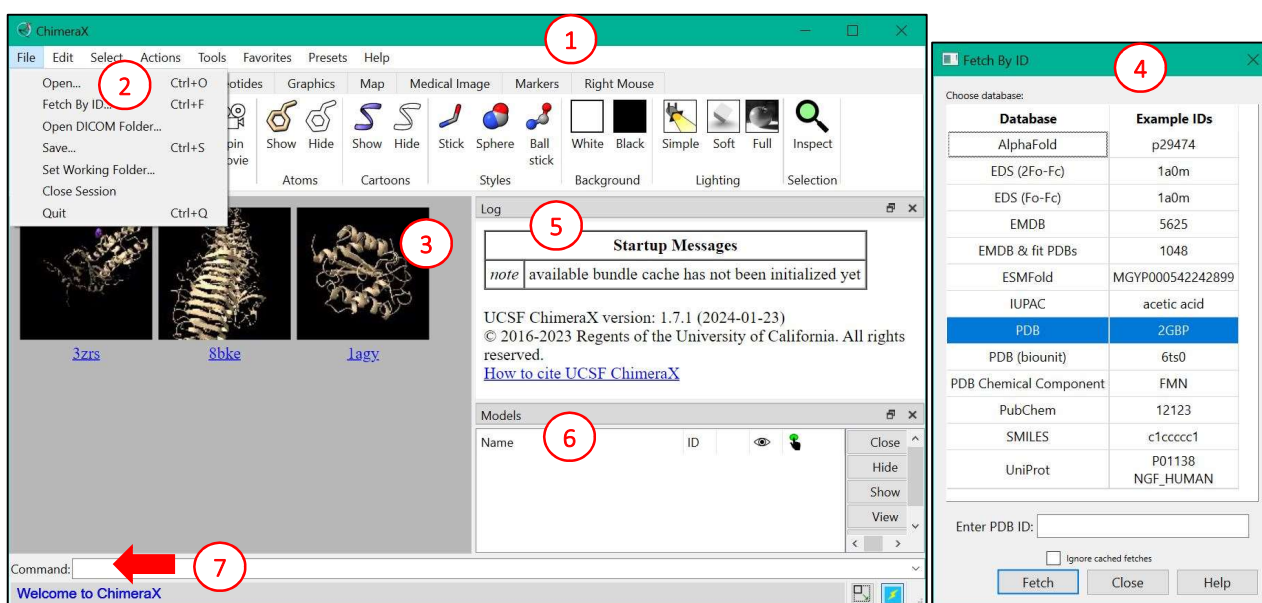 ChimeraX
1
File Edit Select Actions Tools Favorites Presets Help
Graphics Map Medical Image Markers Right Mouse
Open... Ctrl+O
2
Fetch By ID... Ctrl+F
Open DICOM Folder...
Save... Ctrl+S
Set Working Folder...
Close Session
Quit Ctrl+Q
Show Hide Show Hide Stick Sphere Ball stick White Black Simple Soft Full Inspect
Atoms Cartoons Styles Background Lighting Selection
3
3zrs 8bke 1agy
Log
5
Startup Messages
note available bundle cache has not been initialized yet
UCSF ChimeraX version: 1.7.1 (2024-01-23)
© 2016-2023 Regents of the University of California. All rights
reserved.
How to cite UCSF ChimeraX
Models
Name ID
6
Close
Hide
Show
View
Command:
7
Welcome to ChimeraX
Fetch By ID
4
Choose database:
Database Example IDs
AlphaFold p29474
EDS (2Fo-Fc) 1a0m
EDS (Fo-Fc) 1a0m
EMDB 5625
EMDB & fit PDBs 1048
ESMFold MGYP000542242899
IUPAC acetic acid
PDB 2GBP
PDB (biounit) 6ts0
PDB Chemical Component FMN
PubChem 12123
SMILES c1ccccc1
UniProt P01138
NGF_HUMAN
Enter PDB ID:
Ignore cached fetches
Fetch Close Help